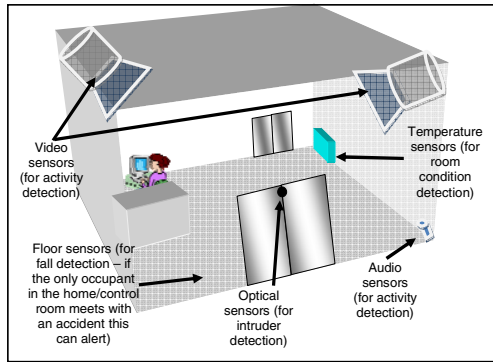 Video
sensors
(for activity
detection)
Temperature
sensors (for
room
condition
detection)
Floor sensors (for
fall detection – if
the only occupant
in the home/control
room meets with
an accident this
can alert)
Optical
sensors (for
intruder
detection)
Audio
sensors
(for activity
detection)